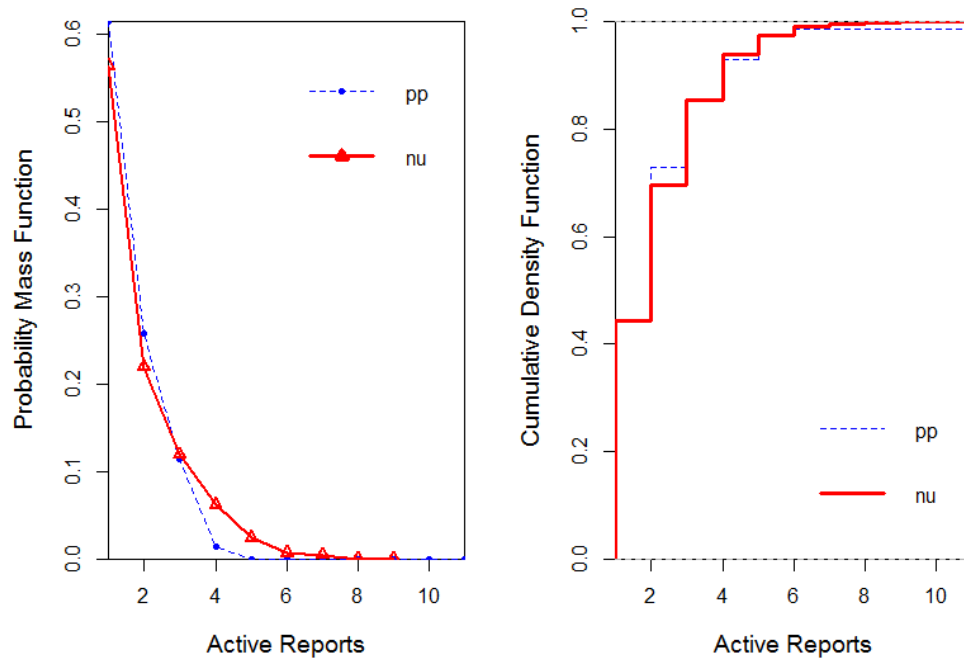 Probability Mass Function
0.0 0.1 0.2 0.3 0.4 0.5 0.6
pp
nu
2 4 6 8 10
Active Reports
Cumulative Density Function
0.0 0.2 0.4 0.6 0.8 1.0
pp
nu
2 4 6 8 10
Active Reports